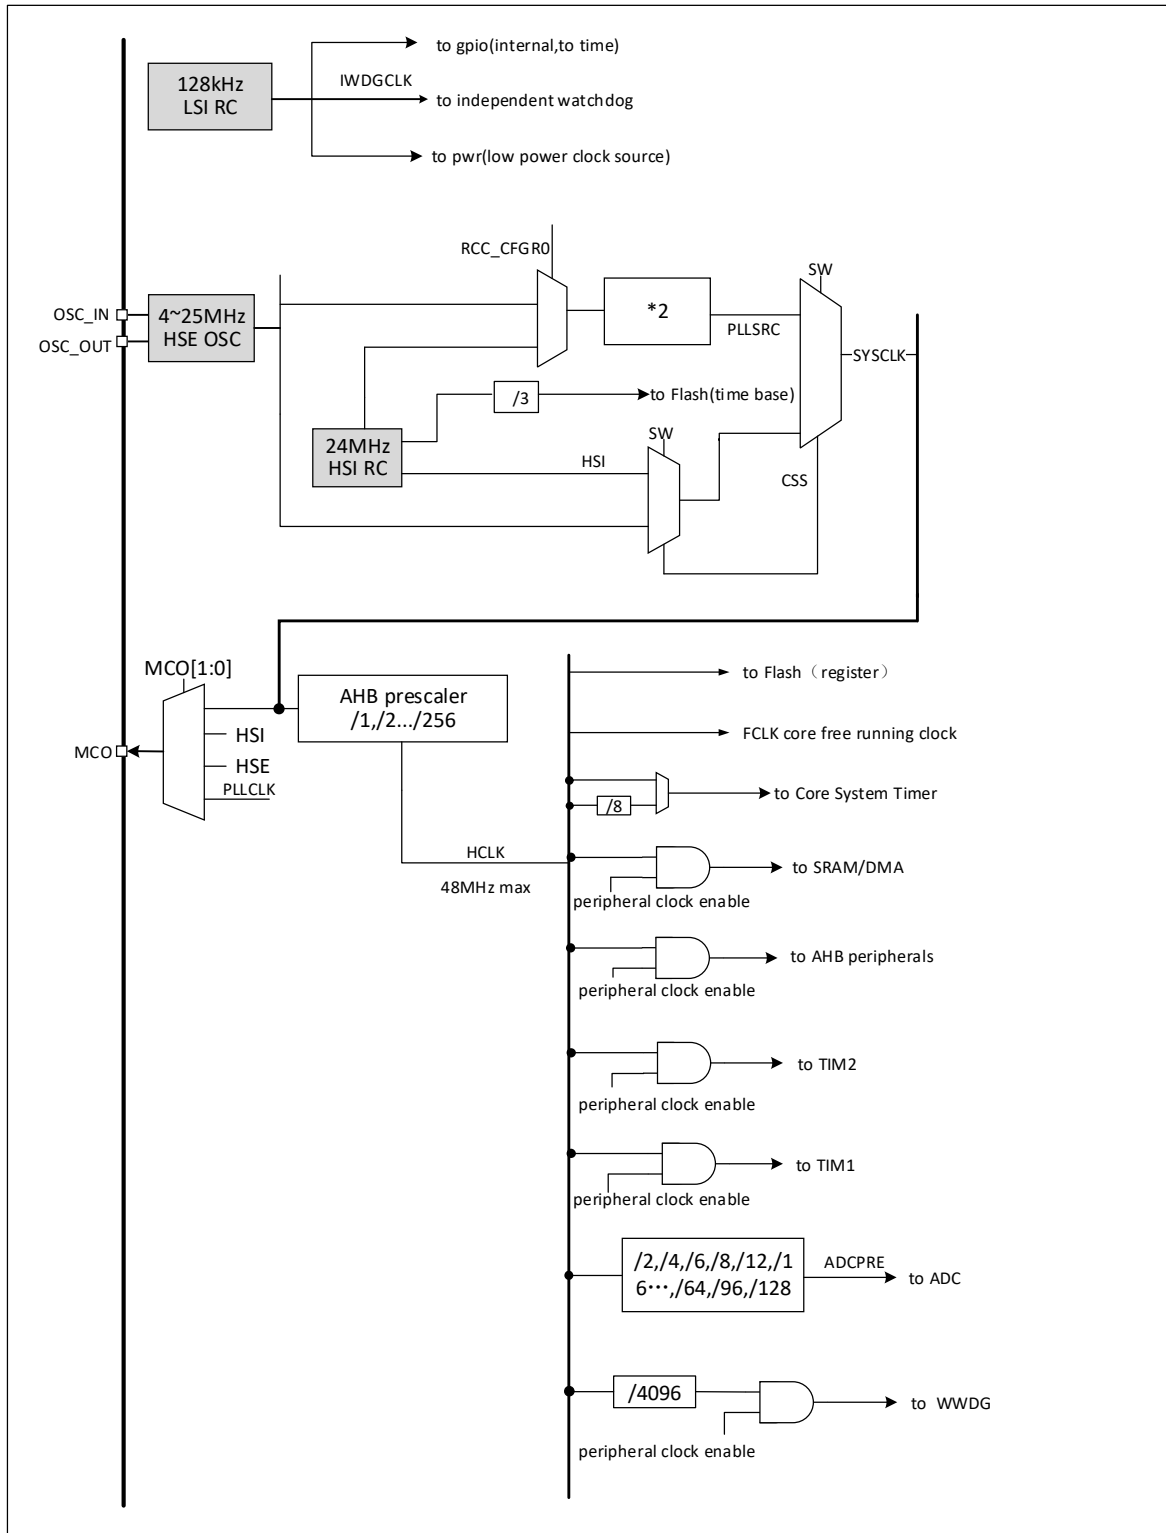 to gpio(internal,to time)
128kHz
LSI RC
IWDGCLK
to independent watchdog
to pwr(low power clock source)
RCC_CFGR0
SW
OSC_IN
OSC_OUT
4~25MHz
HSE OSC
*2
PLLSRC
SYSCLK
/3
to Flash(time base)
24MHz
HSI RC
HSI
SW
CSS
MCO[1:0]
AHB prescaler
/1,/2.../256
HSI
HSE
PLLCLK
MCO
HCLK
48MHz max
to Flash（register）
FCLK core free running clock
/8
to Core System Timer
to SRAM/DMA
peripheral clock enable
to AHB peripherals
peripheral clock enable
to TIM2
peripheral clock enable
to TIM1
peripheral clock enable
/2,/4,/6,/8,/12,/1
6···,/64,/96,/128
ADCPRE
to ADC
/4096
to WWDG
peripheral clock enable